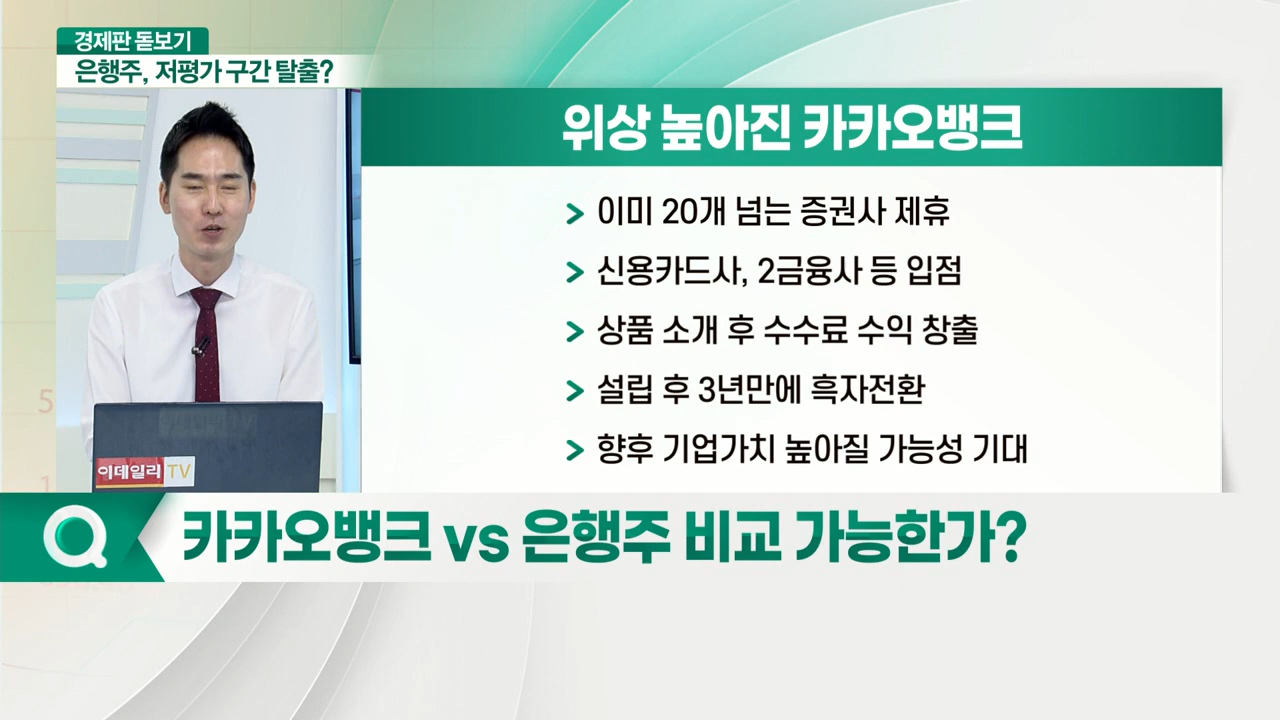 경제판 돋보기
은행주, 저평가 구간 탈출?
위상 높아진 카카오뱅크
> 이미 20개 넘는 증권사 제휴
> 신용카드사, 2금융사 등 입점
> 상품 소개 후 수수료 수익 창출
> 설립 후 3년만에 흑자전환
> 향후 기업가치 높아질 가능성 기대
이데일리 TV
Q 카카오뱅크 vs 은행주 비교 가능한가?
5
1